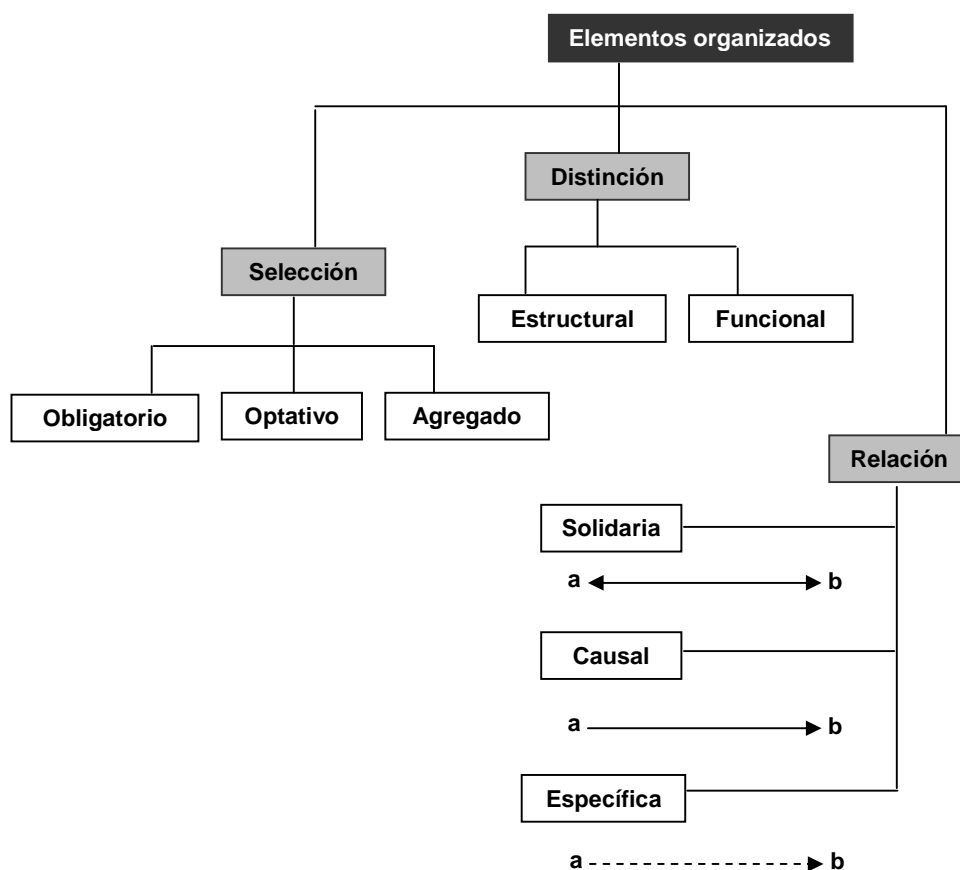 Elementos organizados
Distinción
Selección
Estructural
Funcional
Obligatorio
Optativo
Agregado
Relación
Solidaria
a b
Causal
a b
Específica
a b